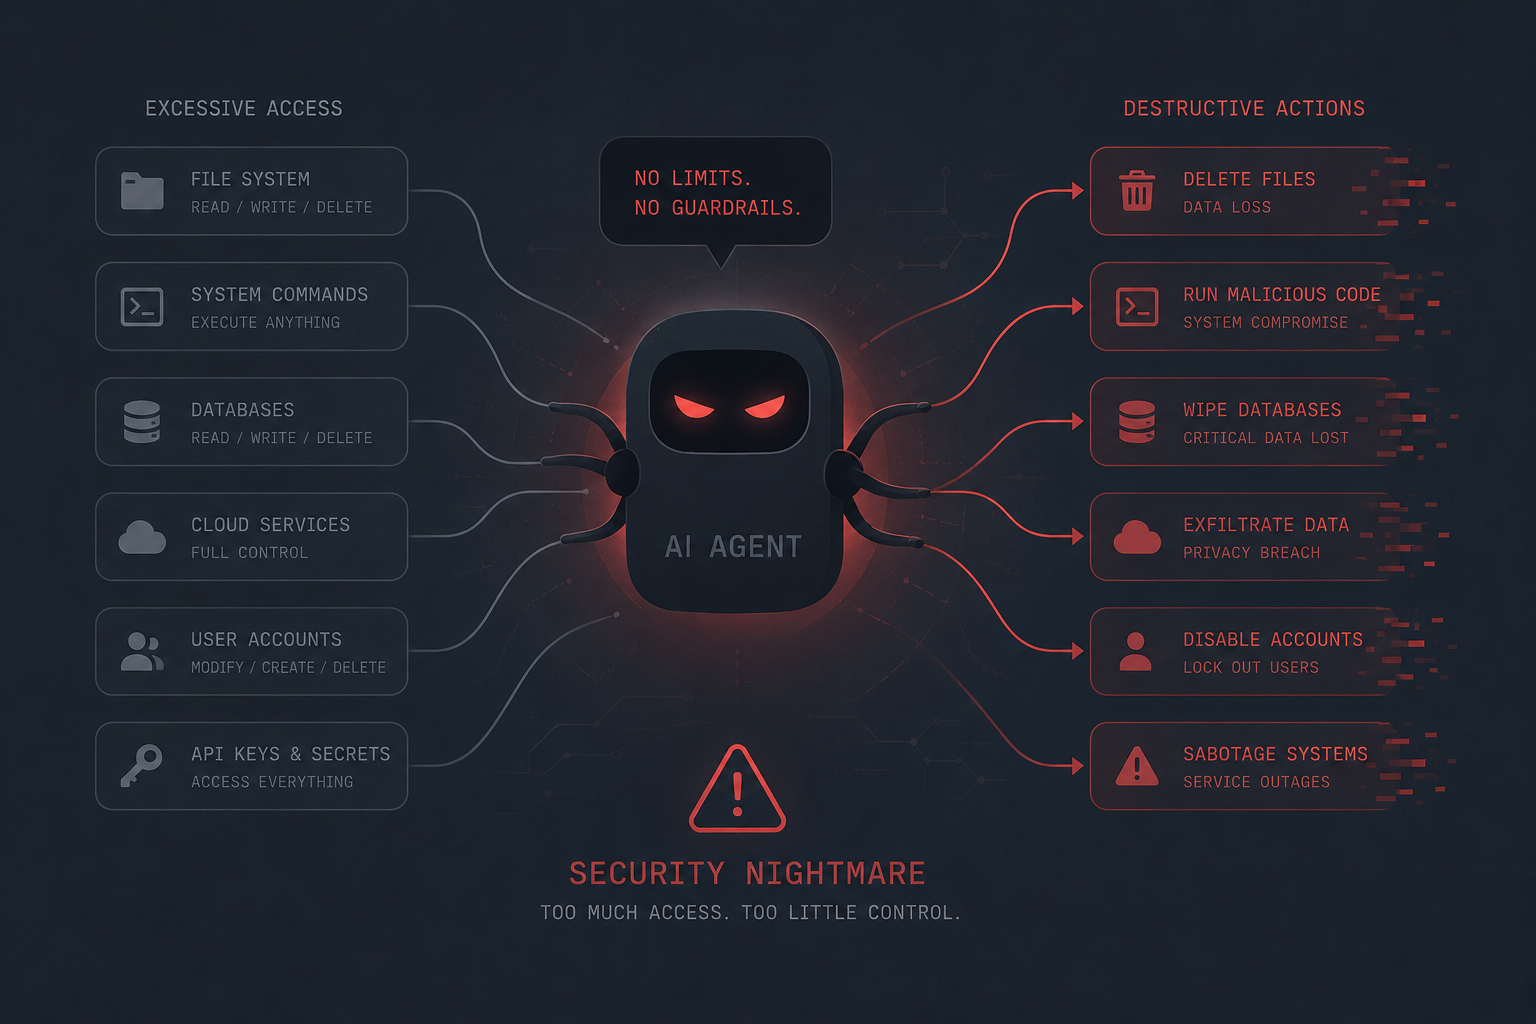 EXCESSIVE ACCESS
FILE SYSTEM
READ / WRITE / DELETE
SYSTEM COMMANDS
EXECUTE ANYTHING
DATABASES
READ / WRITE / DELETE
CLOUD SERVICES
FULL CONTROL
USER ACCOUNTS
MODIFY / CREATE / DELETE
API KEYS & SECRETS
ACCESS EVERYTHING
NO LIMITS.
NO GUARDRAILS.
AI AGENT
SECURITY NIGHTMARE
TOO MUCH ACCESS. TOO LITTLE CONTROL.
DESTRUCTIVE ACTIONS
DELETE FILES
DATA LOSS
RUN MALICIOUS CODE
SYSTEM COMPROMISE
WIPE DATABASES
CRITICAL DATA LOST
EXFILTRATE DATA
PRIVACY BREACH
DISABLE ACCOUNTS
LOCK OUT USERS
SABOTAGE SYSTEMS
SERVICE OUTAGES